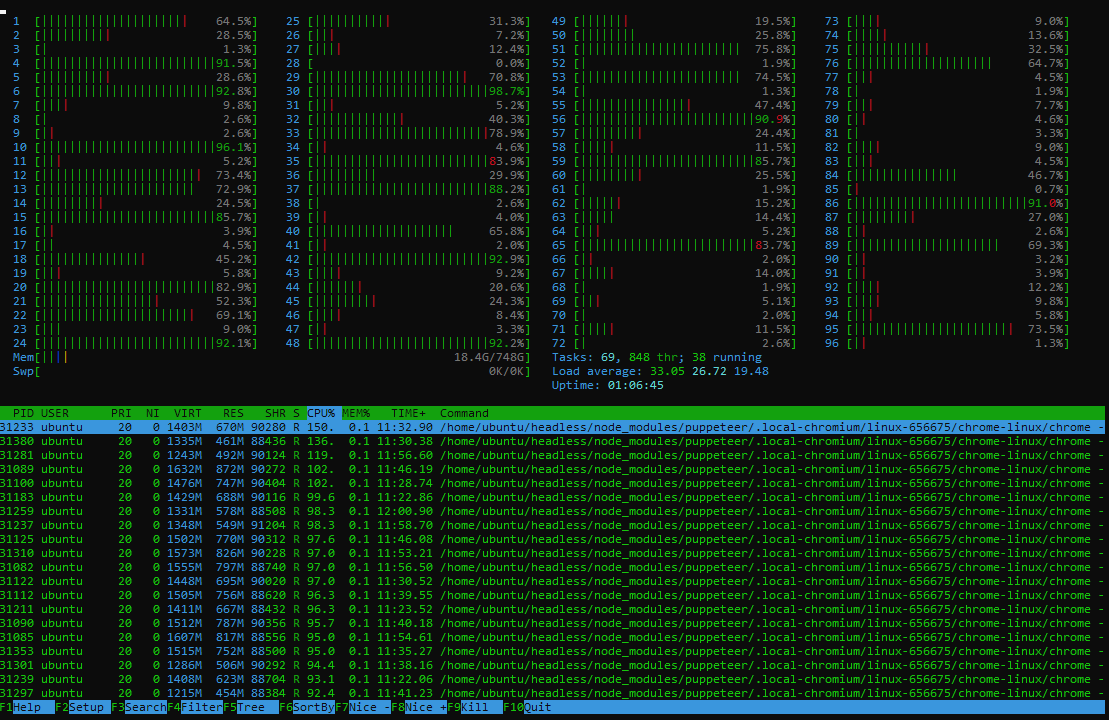 1 [64.5%] 25 [31.3%] 49 [19.5%] 73 [9.0%]
2 [28.5%] 26 [7.2%] 50 [25.8%] 74 [13.6%]
3 [1.3%] 27 [12.4%] 51 [75.8%] 75 [32.5%]
4 [91.5%] 28 [0.0%] 52 [1.9%] 76 [64.7%]
5 [28.6%] 29 [70.8%] 53 [74.5%] 77 [4.5%]
6 [92.8%] 30 [98.7%] 54 [1.3%] 78 [1.9%]
7 [9.8%] 31 [5.2%] 55 [47.4%] 79 [7.7%]
8 [2.6%] 32 [40.3%] 56 [90.9%] 80 [4.6%]
9 [2.6%] 33 [78.9%] 57 [24.4%] 81 [3.3%]
10 [96.1%] 34 [4.6%] 58 [11.5%] 82 [9.0%]
11 [5.2%] 35 [83.9%] 59 [85.7%] 83 [4.5%]
12 [73.4%] 36 [29.9%] 60 [25.5%] 84 [46.7%]
13 [72.9%] 37 [88.2%] 61 [1.9%] 85 [0.7%]
14 [24.5%] 38 [2.6%] 62 [15.2%] 86 [91.0%]
15 [85.7%] 39 [4.0%] 63 [14.4%] 87 [27.0%]
16 [3.9%] 40 [65.8%] 64 [5.2%] 88 [2.6%]
17 [4.5%] 41 [2.0%] 65 [83.7%] 89 [69.3%]
18 [45.2%] 42 [92.9%] 66 [2.0%] 90 [3.2%]
19 [5.8%] 43 [9.2%] 67 [14.0%] 91 [3.9%]
20 [82.9%] 44 [20.6%] 68 [1.9%] 92 [12.2%]
21 [52.3%] 45 [24.3%] 69 [5.1%] 93 [9.8%]
22 [69.1%] 46 [8.4%] 70 [2.0%] 94 [5.8%]
23 [9.0%] 47 [3.3%] 71 [11.5%] 95 [73.5%]
24 [92.1%] 48 [92.2%] 72 [2.6%] 96 [1.3%]
Mem[18.4G/748G] Tasks: 69, 848 thr; 38 running
Swp[0K/0K] Load average: 33.05 26.72 19.48
Uptime: 01:06:45
PID USER PRI NI VIRT RES SHR S CPU% MEM% TIME+ Command
31233 ubuntu 20 0 1403M 670M 90280 R 150. 0.1 11:32.90 /home/ubuntu/headless/node_modules/puppeteer/.local-chromium/linux-656675/chrome-linux/chrome -
31380 ubuntu 20 0 1335M 461M 88436 R 136. 0.1 11:30.38 /home/ubuntu/headless/node_modules/puppeteer/.local-chromium/linux-656675/chrome-linux/chrome -
31281 ubuntu 20 0 1243M 492M 90124 R 119. 0.1 11:56.60 /home/ubuntu/headless/node_modules/puppeteer/.local-chromium/linux-656675/chrome-linux/chrome -
31089 ubuntu 20 0 1632M 872M 90272 R 102. 0.1 11:46.19 /home/ubuntu/headless/node_modules/puppeteer/.local-chromium/linux-656675/chrome-linux/chrome -
31100 ubuntu 20 0 1476M 747M 90404 R 102. 0.1 11:28.74 /home/ubuntu/headless/node_modules/puppeteer/.local-chromium/linux-656675/chrome-linux/chrome -
31183 ubuntu 20 0 1429M 688M 90116 R 99.6 0.1 11:22.86 /home/ubuntu/headless/node_modules/puppeteer/.local-chromium/linux-656675/chrome-linux/chrome -
31259 ubuntu 20 0 1331M 578M 88508 R 98.3 0.1 12:00.90 /home/ubuntu/headless/node_modules/puppeteer/.local-chromium/linux-656675/chrome-linux/chrome -
31237 ubuntu 20 0 1348M 549M 91204 R 98.3 0.1 11:58.70 /home/ubuntu/headless/node_modules/puppeteer/.local-chromium/linux-656675/chrome-linux/chrome -
31125 ubuntu 20 0 1502M 770M 90312 R 97.6 0.1 11:46.08 /home/ubuntu/headless/node_modules/puppeteer/.local-chromium/linux-656675/chrome-linux/chrome -
31310 ubuntu 20 0 1573M 826M 90228 R 97.0 0.1 11:53.21 /home/ubuntu/headless/node_modules/puppeteer/.local-chromium/linux-656675/chrome-linux/chrome -
31082 ubuntu 20 0 1555M 797M 88740 R 97.0 0.1 11:56.50 /home/ubuntu/headless/node_modules/puppeteer/.local-chromium/linux-656675/chrome-linux/chrome -
31122 ubuntu 20 0 1448M 695M 90020 R 97.0 0.1 11:30.52 /home/ubuntu/headless/node_modules/puppeteer/.local-chromium/linux-656675/chrome-linux/chrome -
31112 ubuntu 20 0 1505M 756M 88620 R 96.3 0.1 11:39.55 /home/ubuntu/headless/node_modules/puppeteer/.local-chromium/linux-656675/chrome-linux/chrome -
31211 ubuntu 20 0 1411M 667M 88432 R 96.3 0.1 11:23.52 /home/ubuntu/headless/node_modules/puppeteer/.local-chromium/linux-656675/chrome-linux/chrome -
31090 ubuntu 20 0 1512M 787M 90356 R 95.7 0.1 11:40.18 /home/ubuntu/headless/node_modules/puppeteer/.local-chromium/linux-656675/chrome-linux/chrome -
31085 ubuntu 20 0 1607M 817M 88556 R 95.0 0.1 11:54.61 /home/ubuntu/headless/node_modules/puppeteer/.local-chromium/linux-656675/chrome-linux/chrome -
31353 ubuntu 20 0 1515M 752M 88500 R 95.0 0.1 11:35.27 /home/ubuntu/headless/node_modules/puppeteer/.local-chromium/linux-656675/chrome-linux/chrome -
31301 ubuntu 20 0 1286M 506M 90292 R 94.4 0.1 11:38.16 /home/ubuntu/headless/node_modules/puppeteer/.local-chromium/linux-656675/chrome-linux/chrome -
31239 ubuntu 20 0 1408M 623M 88704 R 93.1 0.1 11:22.06 /home/ubuntu/headless/node_modules/puppeteer/.local-chromium/linux-656675/chrome-linux/chrome -
31297 ubuntu 20 0 1215M 454M 88384 R 92.4 0.1 11:41.23 /home/ubuntu/headless/node_modules/puppeteer/.local-chromium/linux-656675/chrome-linux/chrome -
F1Help F2Setup F3SearchF4FilterF5Tree F6SortByF7Nice -F8Nice +F9Kill F10Quit